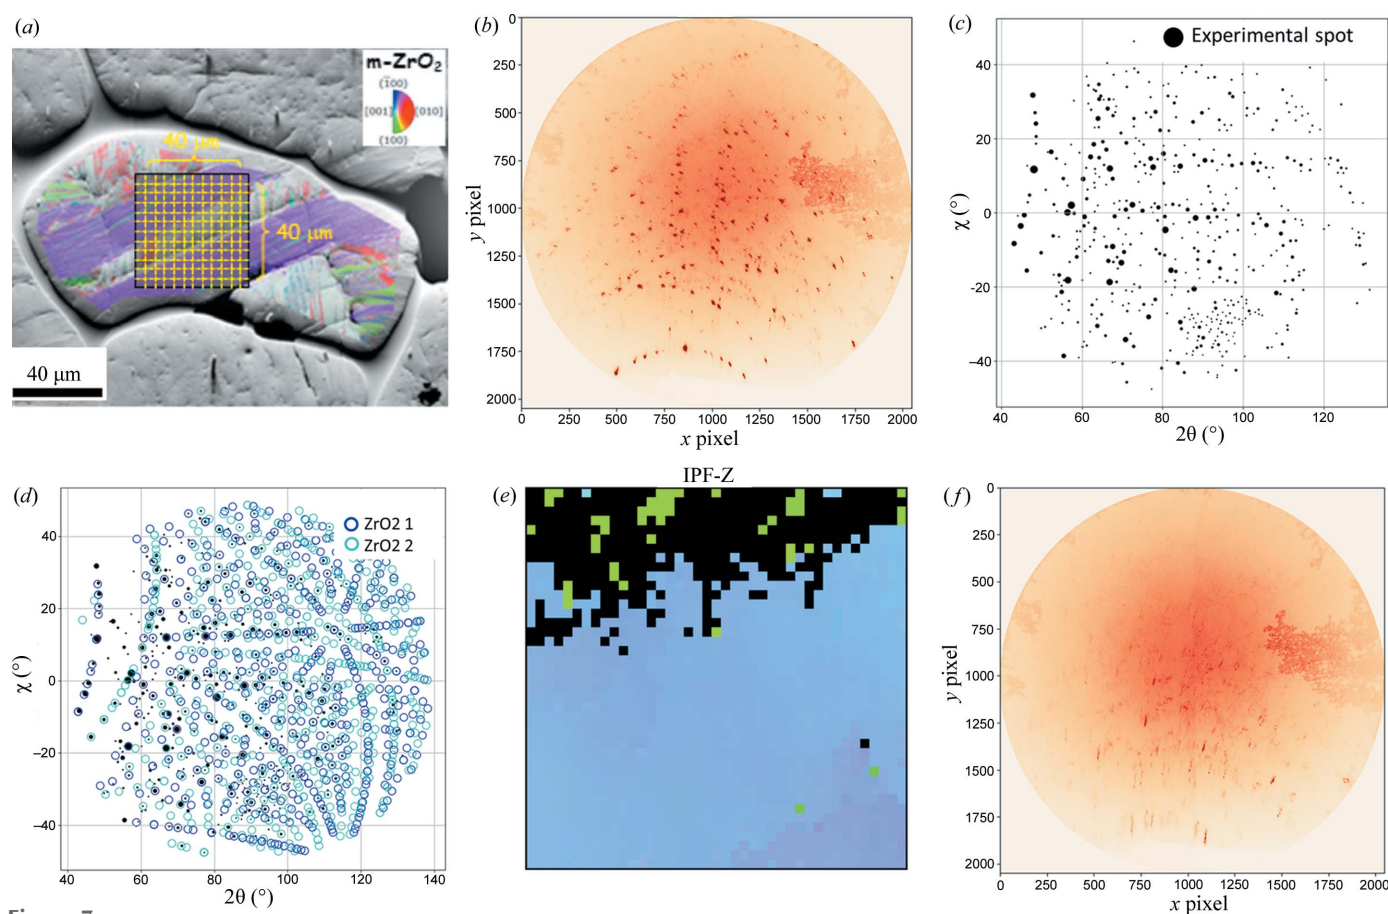 (a)
m-ZrO2
(1̄00)
[001] [010]
(100)
40 μm
40 μm
40 μm
(b)
0
250
500
750
1000
1250
1500
1750
2000
y pixel
0 250 500 750 1000 1250 1500 1750 2000
x pixel
(c)
Experimental spot
40
20
0
−20
−40
χ (°)
40 60 80 100 120
2θ (°)
(d)
ZrO2 1
ZrO2 2
40
20
0
−20
−40
χ (°)
40 60 80 100 120 140
2θ (°)
IPF-Z
(e)
(f)
0
250
500
750
1000
1250
1500
1750
2000
y pixel
0 250 500 750 1000 1250 1500 1750 2000
x pixel